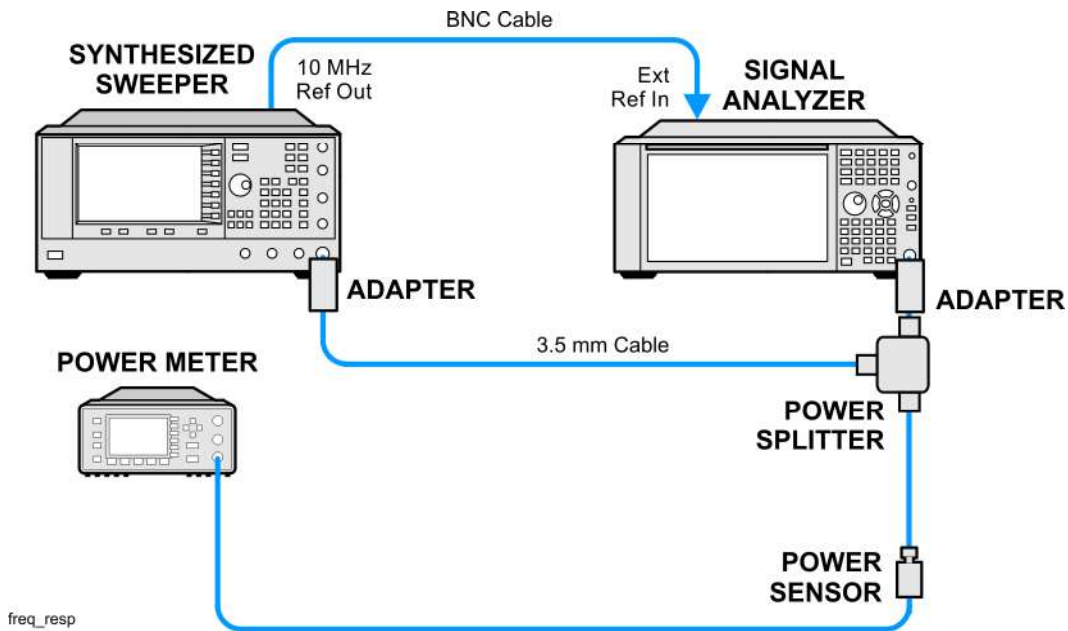 BNC Cable
SYNTHESIZED
SWEEPER
10 MHz
Ref Out
Ext
Ref In
SIGNAL
ANALYZER
ADAPTER
ADAPTER
3.5 mm Cable
POWER METER
POWER
SPLITTER
POWER
SENSOR
freq_resp